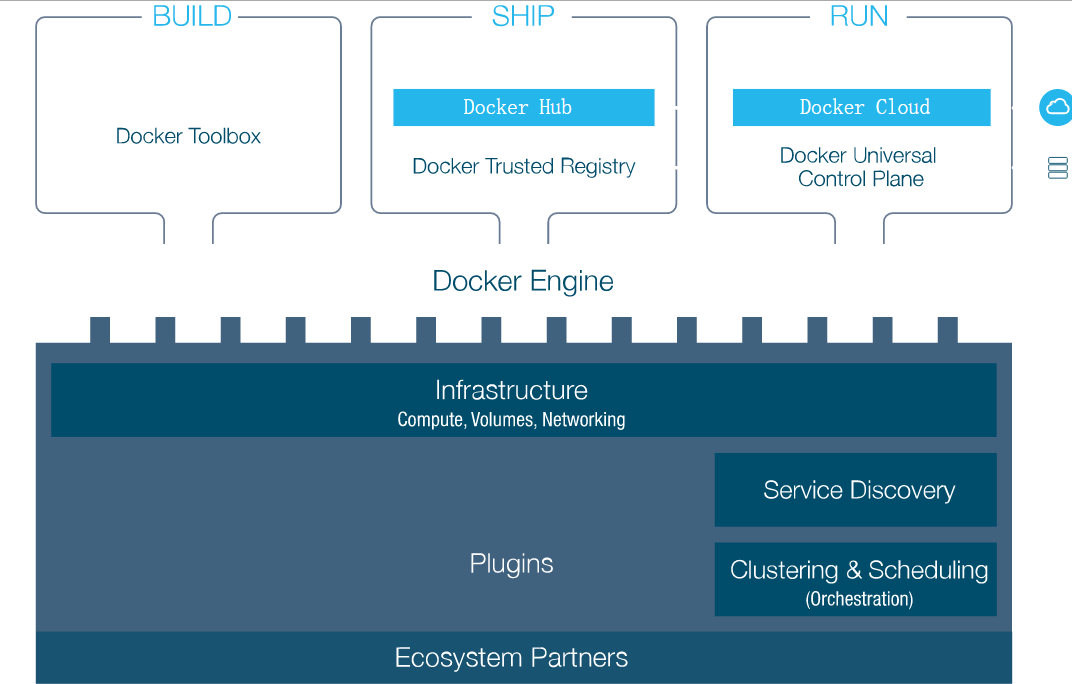 BUILD
SHIP
RUN
Docker Toolbox
Docker Hub
Docker Trusted Registry
Docker Cloud
Docker Universal
Control Plane
Docker Engine
Infrastructure
Compute, Volumes, Networking
Service Discovery
Plugins
Clustering & Scheduling
(Orchestration)
Ecosystem Partners